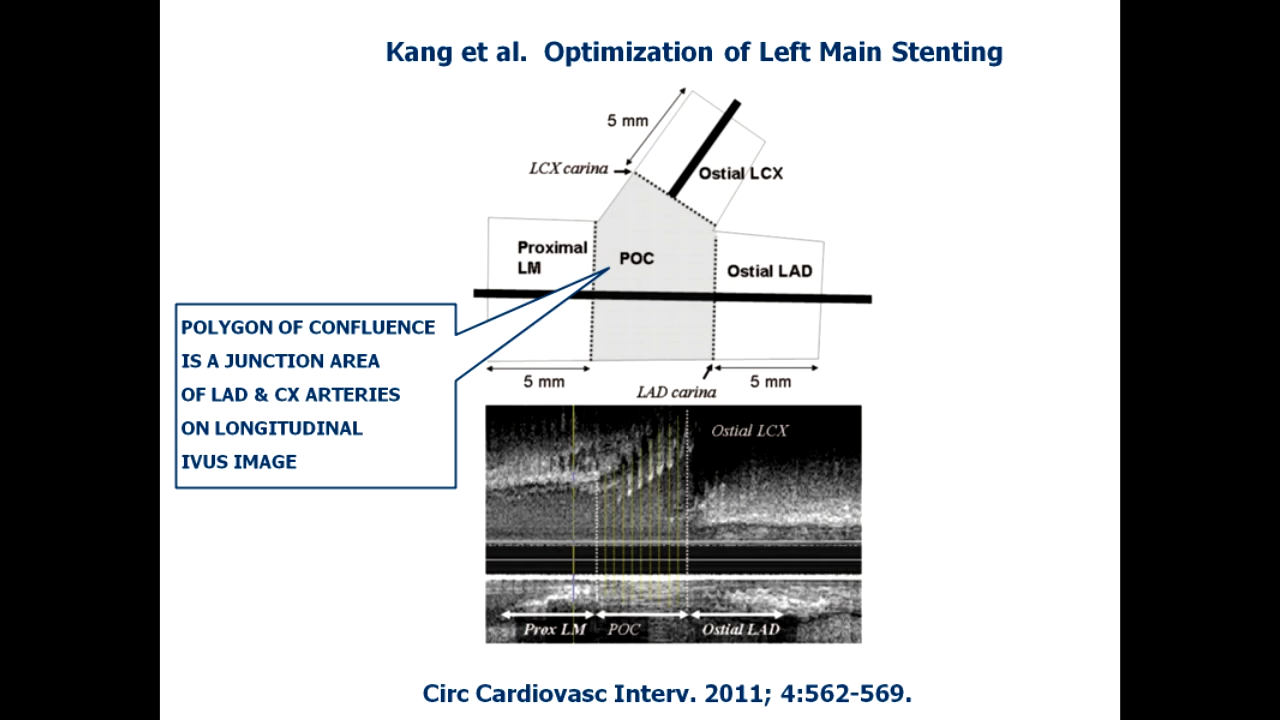 Kang et al. Optimization of Left Main Stenting
5 mm
LCX carina
Ostial LCX
Proximal
LM
POC
Ostial LAD
POLYGON OF CONFLUENCE
IS A JUNCTION AREA
OF LAD & CX ARTERIES
ON LONGITUDINAL
IVUS IMAGE
5 mm
5 mm
LAD carina
Ostial LCX
Prox LM
POC
Ostial LAD
Circ Cardiovasc Interv. 2011; 4:562-569.